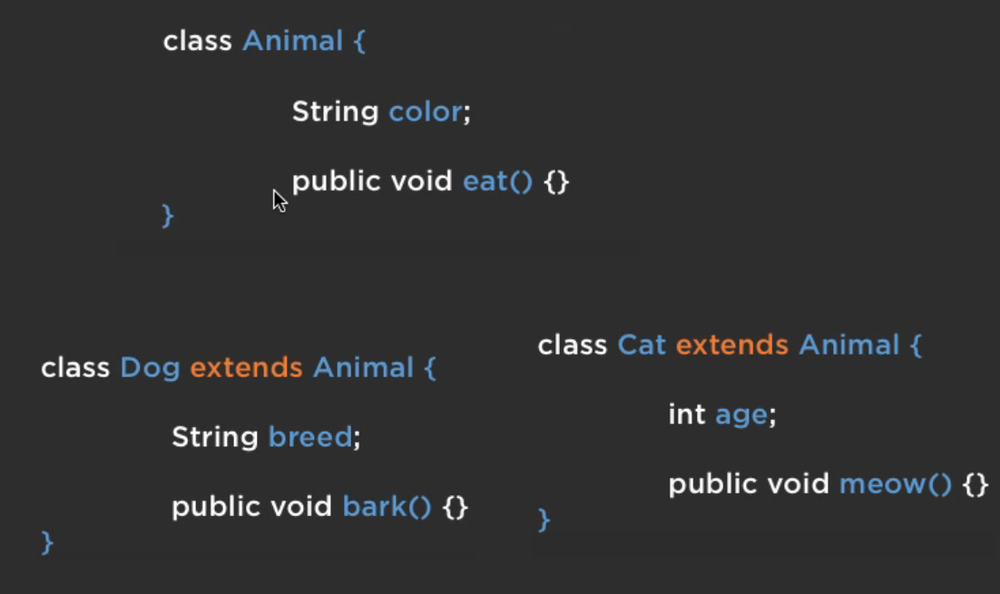 class Animal {
String color;
public void eat() {}
}
class Dog extends Animal {
String breed;
public void bark() {}
}
class Cat extends Animal {
int age;
public void meow() {}
}